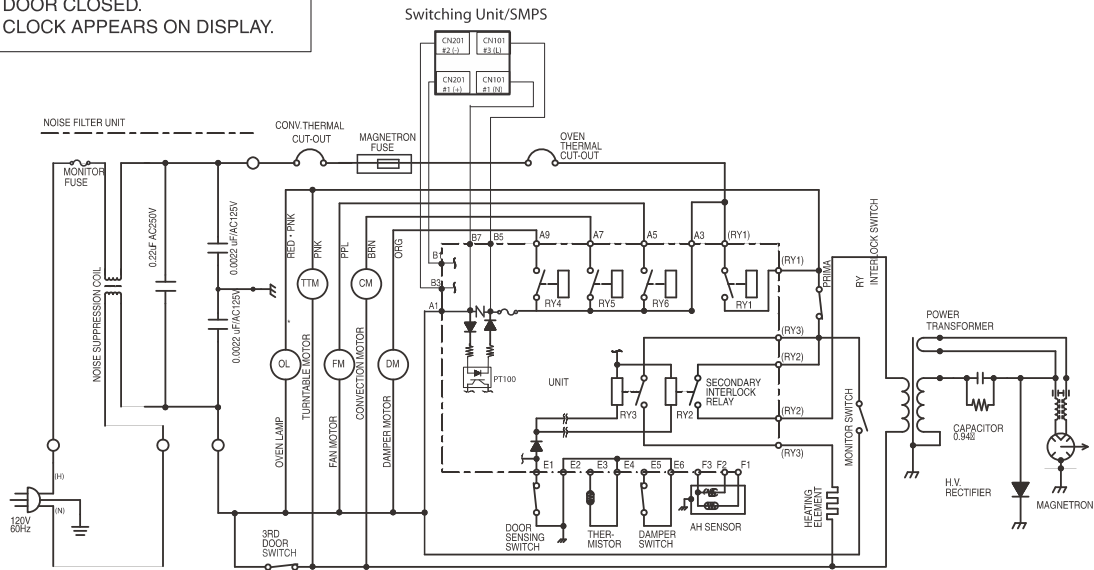 DOOR CLOSED.
CLOCK APPEARS ON DISPLAY.
Switching Unit/SMPS
CN201
#2 (-)
CN101
#3 (L)
CN201
#1 (+)
CN101
#1 (N)
NOISE FILTER UNIT
MONITOR
FUSE
CONV.THERMAL
CUT-OUT
MAGNETRON
FUSE
OVEN
THERMAL
CUT-OUT
NOISE SUPPRESSION COIL
0.22uF AC250V
0.0022 uF/AC125V
0.0022 uF/AC125V
RED • PNK
PNK
PPL
BRN
ORG
TTM
CM
OL
FM
DM
OVEN LAMP
TURNTABLE MOTOR
FAN MOTOR
CONVECTION MOTOR
DAMPER MOTOR
B7
B5
A9
A7
A5
A3
(RY1)
B1
B3
A1
RY4
RY5
RY6
RY1
(RY1)
(RY3)
(RY2)
(RY2)
(RY3)
PT100
UNIT
RY3
RY2
SECONDARY
INTERLOCK
RELAY
PRIMA
RY
INTERLOCK SWITCH
MONITOR SWITCH
POWER
TRANSFORMER
CAPACITOR
H.V.
RECTIFIER
MAGNETRON
E1
E2
E3
E4
E5
E6
F3
F2
F1
DOOR
SENSING
SWITCH
THER-
MISTOR
DAMPER
SWITCH
AH SENSOR
HEATING
ELEMENT
(H)
(N)
120V
60Hz
3RD
DOOR
SWITCH